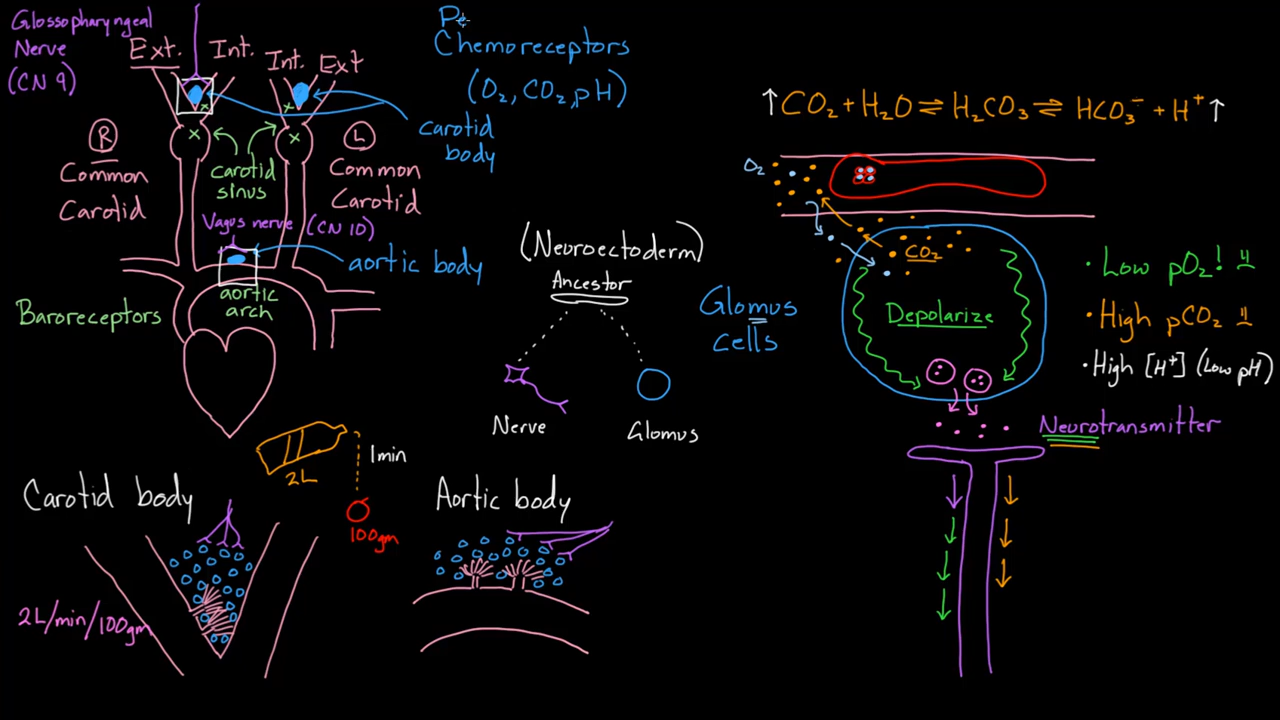 Glossopharyngeal
Nerve
(CN 9)
Ext. Int. Int. Ext
Pe
Chemoreceptors
(O₂, CO₂, pH)
carotid
body
R
Common
Carotid
carotid
sinus
L
Common
Carotid
Vagus nerve (CN 10)
aortic body
aortic
arch
Baroreceptors
(Neuroectoderm)
Ancestor
Nerve
Glomus
↑CO₂ + H₂O ⇌ H₂CO₃ ⇌ HCO₃⁻ + H⁺↑
O₂
CO₂
Glomus
cells
Depolarize
· Low pO₂!
· High pCO₂
· High [H⁺] (Low pH)
Neurotransmitter
2L
1min
100gm
Carotid body
2L/min/100gm
Aortic body